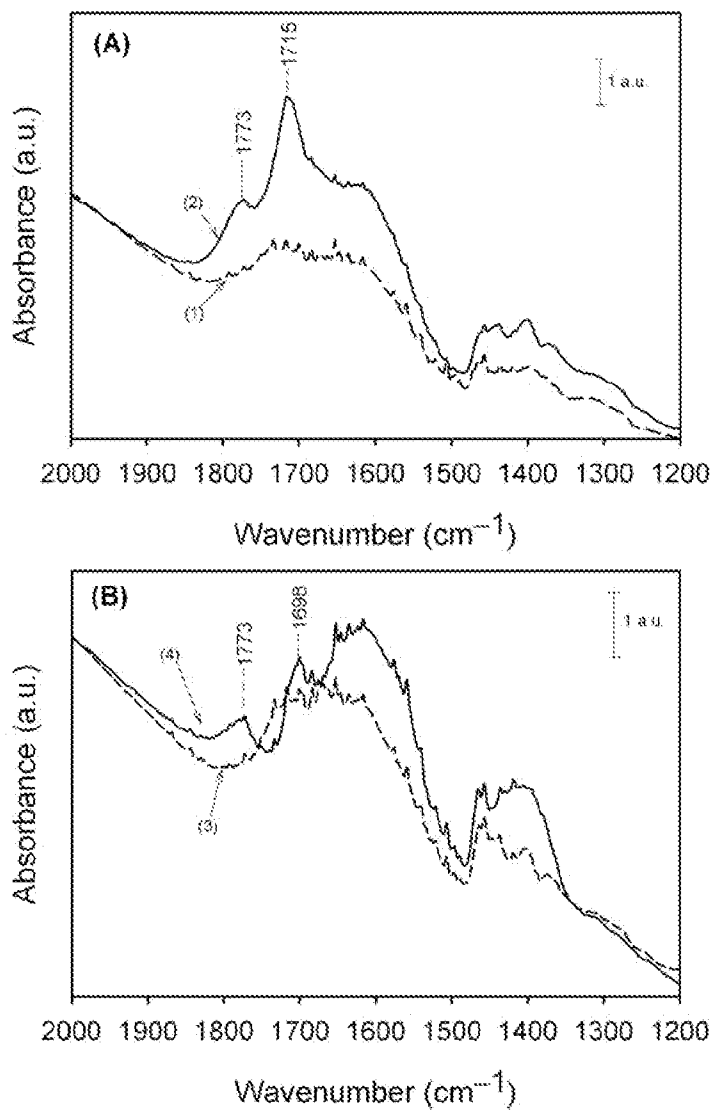 (A)
1715
1773
1 a.u.
(2)
(1)
Absorbance (a.u.)
2000 1900 1800 1700 1600 1500 1400 1300 1200
Wavenumber (cm⁻¹)
(B)
1698
1773
1 a.u.
(4)
(3)
Absorbance (a.u.)
2000 1900 1800 1700 1600 1500 1400 1300 1200
Wavenumber (cm⁻¹)